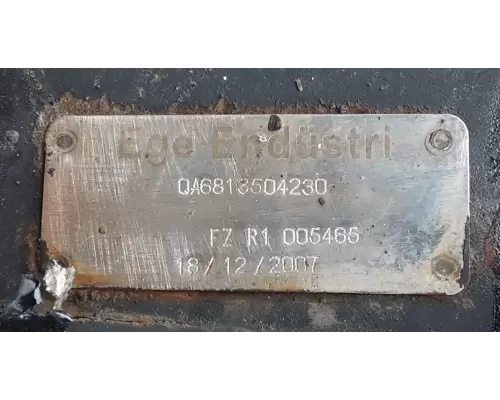 Ege Endüstri
QA6813504230
FZ R1 005466
18/12/2007